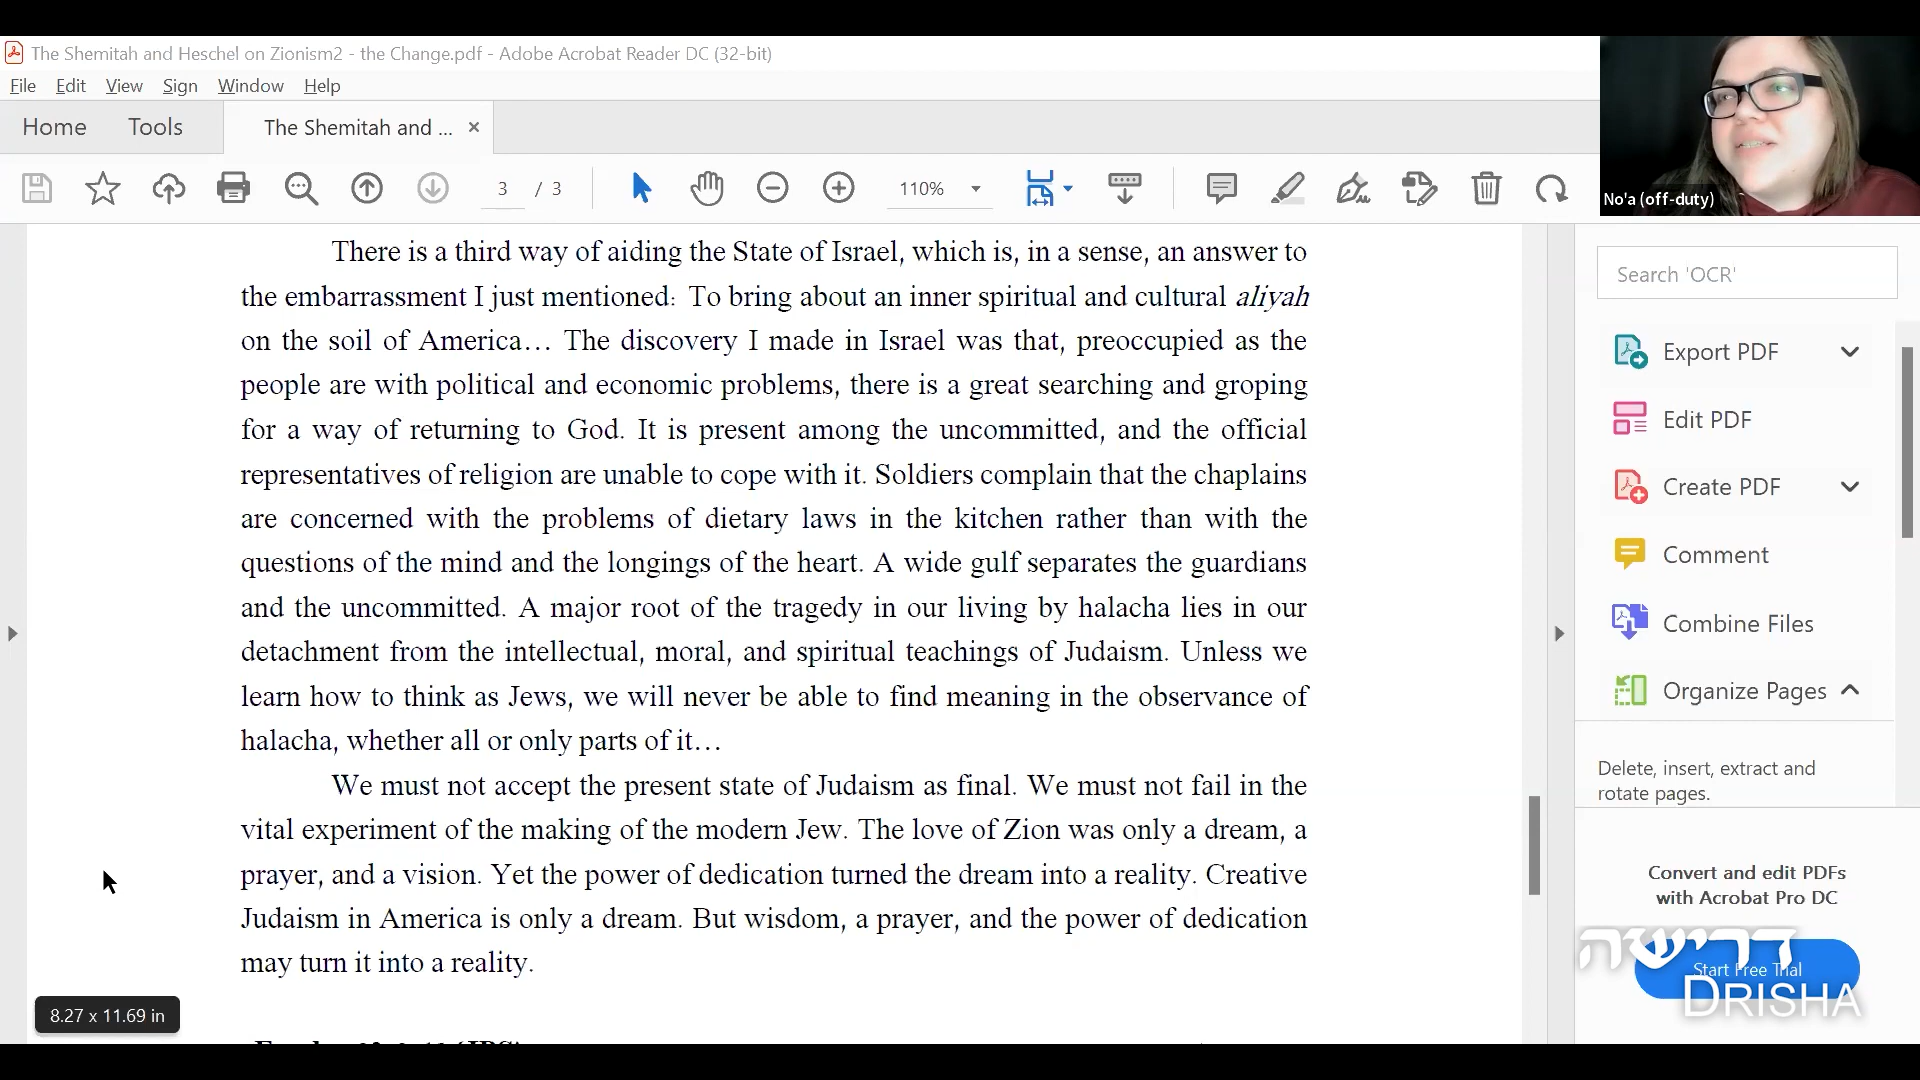 The Shemitah and Heschel on Zionism2 - the Change.pdf - Adobe Acrobat Reader DC (32-bit)
File Edit View Sign Window Help
Home Tools The Shemitah and ... ×
3 / 3 110%
No'a (off-duty)
There is a third way of aiding the State of Israel, which is, in a sense, an answer to
the embarrassment I just mentioned: To bring about an inner spiritual and cultural aliyah
on the soil of America… The discovery I made in Israel was that, preoccupied as the
people are with political and economic problems, there is a great searching and groping
for a way of returning to God. It is present among the uncommitted, and the official
representatives of religion are unable to cope with it. Soldiers complain that the chaplains
are concerned with the problems of dietary laws in the kitchen rather than with the
questions of the mind and the longings of the heart. A wide gulf separates the guardians
and the uncommitted. A major root of the tragedy in our living by halacha lies in our
detachment from the intellectual, moral, and spiritual teachings of Judaism. Unless we
learn how to think as Jews, we will never be able to find meaning in the observance of
halacha, whether all or only parts of it…
We must not accept the present state of Judaism as final. We must not fail in the
vital experiment of the making of the modern Jew. The love of Zion was only a dream, a
prayer, and a vision. Yet the power of dedication turned the dream into a reality. Creative
Judaism in America is only a dream. But wisdom, a prayer, and the power of dedication
may turn it into a reality.
8.27 x 11.69 in
Search 'OCR'
Export PDF
Edit PDF
Create PDF
Comment
Combine Files
Organize Pages
Delete, insert, extract and
rotate pages.
Convert and edit PDFs
with Acrobat Pro DC
Start Free Trial
דרישה
DRISHA